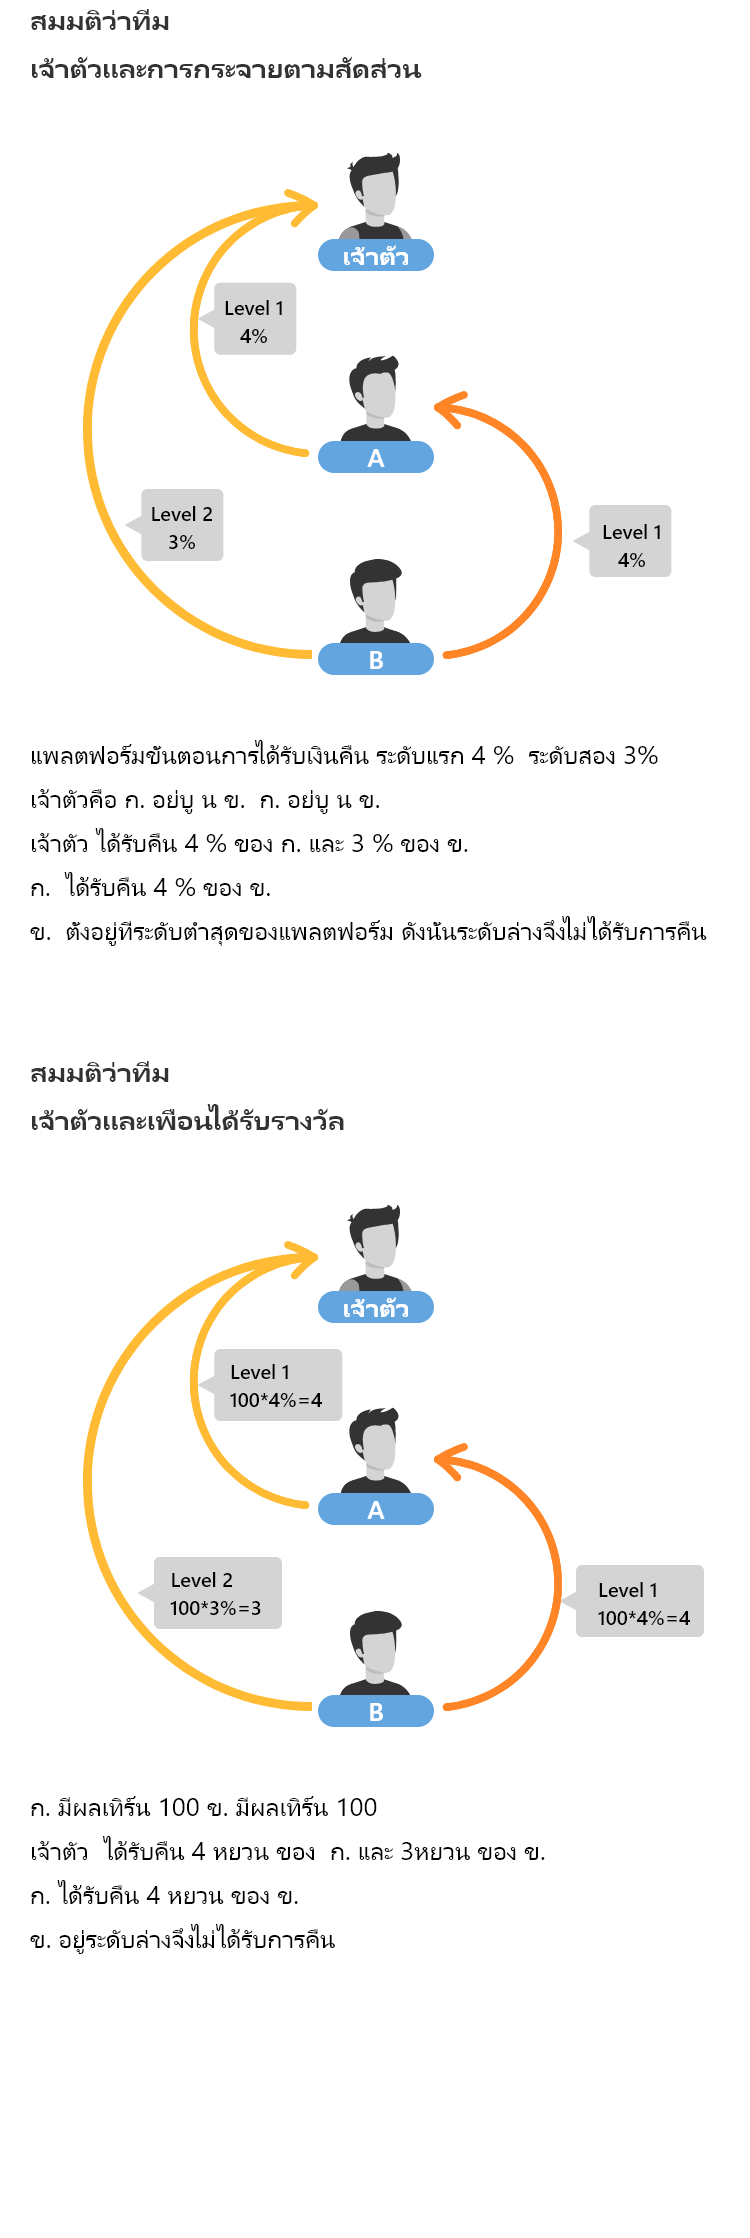 สมมติว่าทีม
เจ้าตัวและการกระจายตามสัดส่วน
เจ้าตัว
Level 1
4%
A
Level 2
3%
Level 1
4%
B
แพลตฟอร์มขั้นตอนการได้รับเงินคืน ระดับแรก 4 % ระดับสอง 3%
เจ้าตัวคือ ก. อย่บู น ข. ก. อย่บู น ข.
เจ้าตัว ได้รับคืน 4 % ของ ก. และ 3 % ของ ข.
ก. ได้รับคืน 4 % ของ ข.
ข. ตั้งอยู่ที่ระดับต่ำสุดของแพลตฟอร์ม ดังนั้นระดับล่างจึงไม่ได้รับการคืน
สมมติว่าทีม
เจ้าตัวและเพื่อนได้รับรางวัล
เจ้าตัว
Level 1
100*4%=4
A
Level 2
100*3%=3
Level 1
100*4%=4
B
ก. มีผลเทิร์น 100 ข. มีผลเทิร์น 100
เจ้าตัว ได้รับคืน 4 หยวน ของ ก. และ 3หยวน ของ ข.
ก. ได้รับคืน 4 หยวน ของ ข.
ข. อยู่ระดับล่างจึงไม่ได้รับการคืน